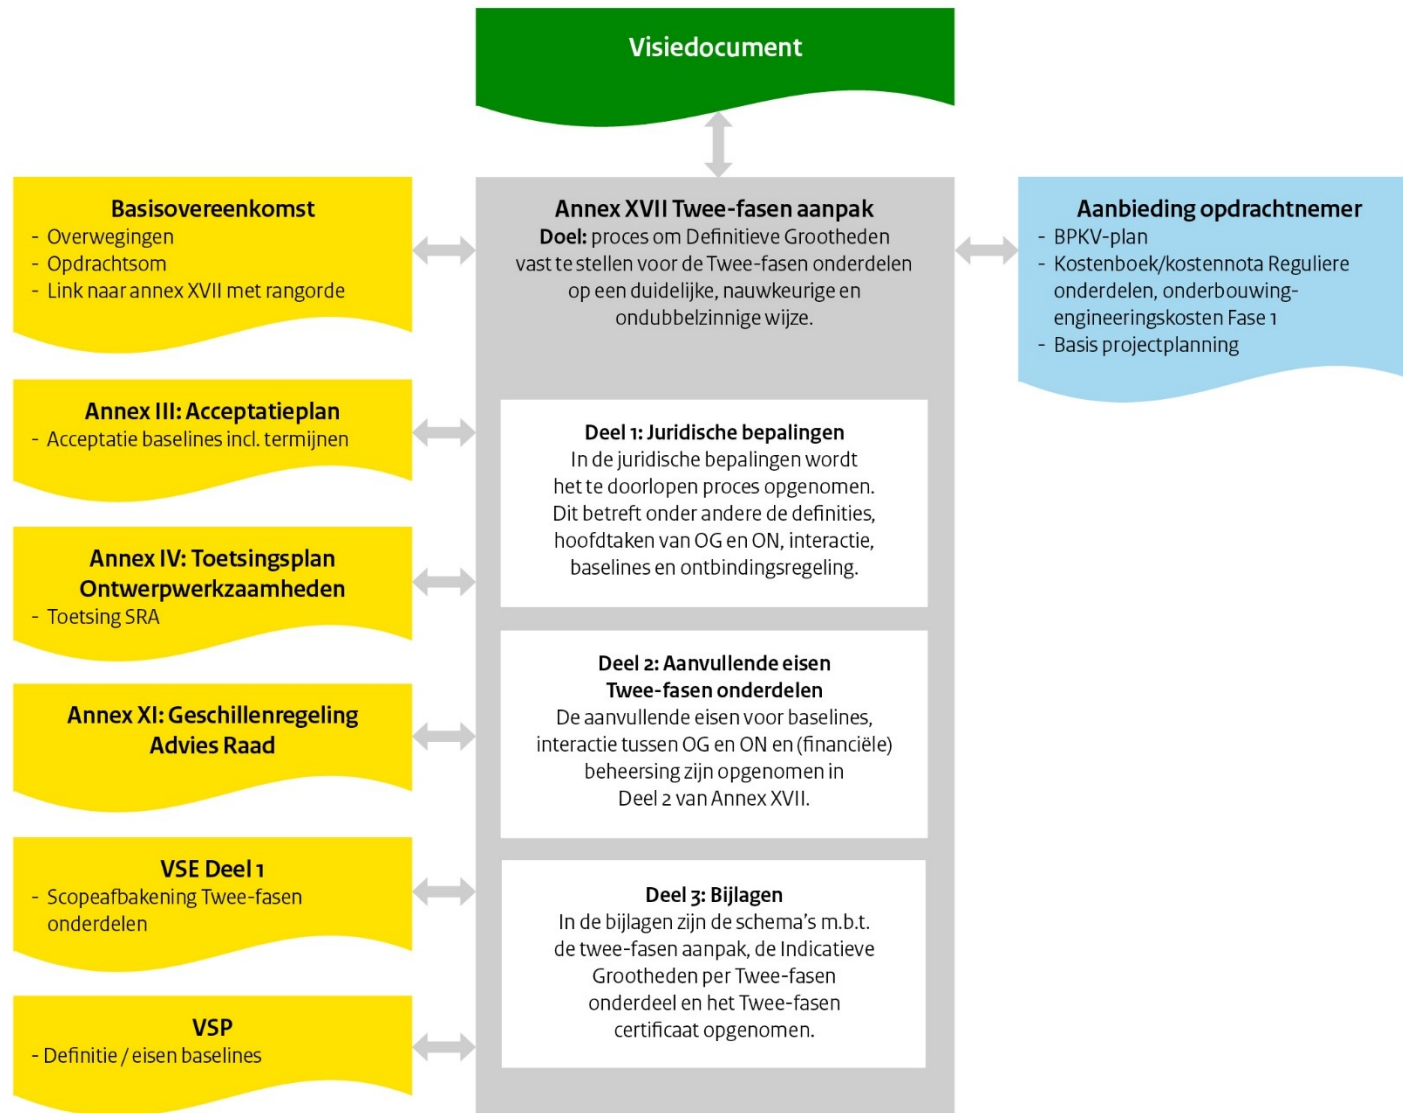 Visiedocument
Basisovereenkomst
- Overwegingen
- Opdrachtsom
- Link naar annex XVII met rangorde
Annex III: Acceptatieplan
- Acceptatie baselines incl. termijnen
Annex IV: Toetsingsplan
Ontwerpwerkzaamheden
- Toetsing SRA
Annex XI: Geschillenregeling
Advies Raad
VSE Deel 1
- Scopeafbakening Twee-fasen
onderdelen
VSP
- Definitie / eisen baselines
Annex XVII Twee-fasen aanpak
Doel: proces om Definitieve Grootheden
vast te stellen voor de Twee-fasen onderdelen
op een duidelijke, nauwkeurige en
ondubbelzinnige wijze.
Deel 1: Juridische bepalingen
In de juridische bepalingen wordt
het te doorlopen proces opgenomen.
Dit betreft onder andere de definities,
hoofdtaken van OG en ON, interactie,
baselines en ontbindingsregeling.
Deel 2: Aanvullende eisen
Twee-fasen onderdelen
De aanvullende eisen voor baselines,
interactie tussen OG en ON en (financiële)
beheersing zijn opgenomen in
Deel 2 van Annex XVII.
Deel 3: Bijlagen
In de bijlagen zijn de schema's m.b.t.
de twee-fasen aanpak, de Indicatieve
Grootheden per Twee-fasen
onderdeel en het Twee-fasen
certificaat opgenomen.
Aanbieding opdrachtnemer
- BPKV-plan
- Kostenboek/kostennota Reguliere
onderdelen, onderbouwing-
engineeringskosten Fase 1
- Basis projectplanning